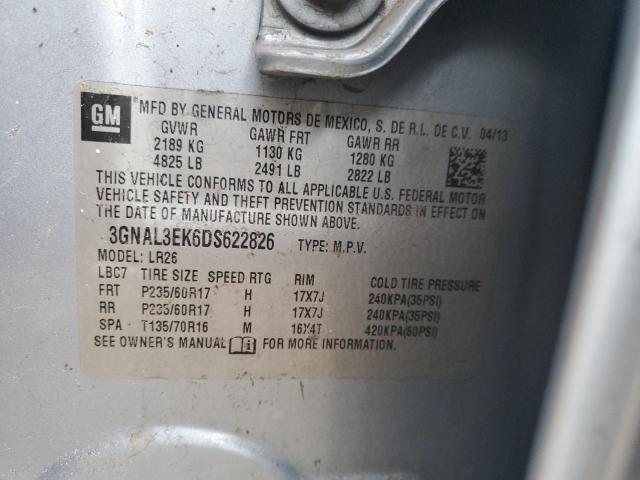 GM
MFD BY GENERAL MOTORS DE MEXICO, S. DE R.L. DE C.V. 04/13
GVWR GAWR FRT GAWR RR
2189 KG 1130 KG 1280 KG
4825 LB 2491 LB 2822 LB
THIS VEHICLE CONFORMS TO ALL APPLICABLE U.S. FEDERAL MOTOR
VEHICLE SAFETY AND THEFT PREVENTION STANDARDS IN EFFECT ON
THE DATE OF MANUFACTURE SHOWN ABOVE.
3GNAL3EK6DS622826 TYPE: M.P.V.
MODEL: LR26
LBC7 TIRE SIZE SPEED RTG RIM COLD TIRE PRESSURE
FRT P235/60R17 H 17X7J 240KPA(35PSI)
RR P235/60R17 H 17X7J 240KPA(35PSI)
SPA T135/70R16 M 16X4T 420KPA(60PSI)
SEE OWNER'S MANUAL FOR MORE INFORMATION.